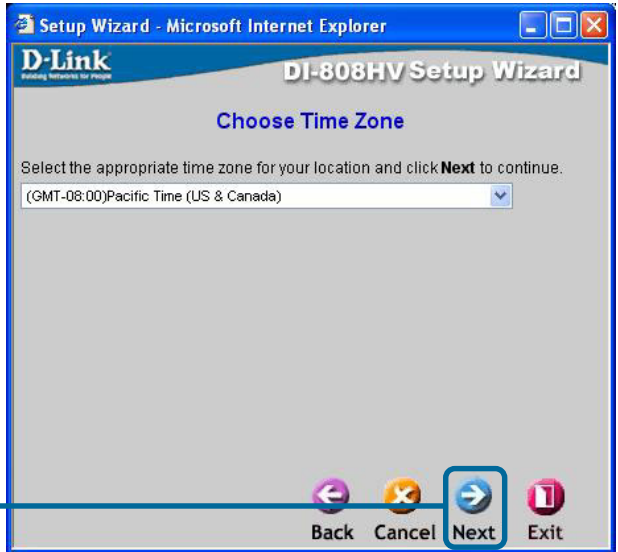 Setup Wizard - Microsoft Internet Explorer
D-Link
Building Networks for People
DI-808HV Setup Wizard
Choose Time Zone
Select the appropriate time zone for your location and click Next to continue.
(GMT-08:00)Pacific Time (US & Canada)
Back Cancel Next Exit